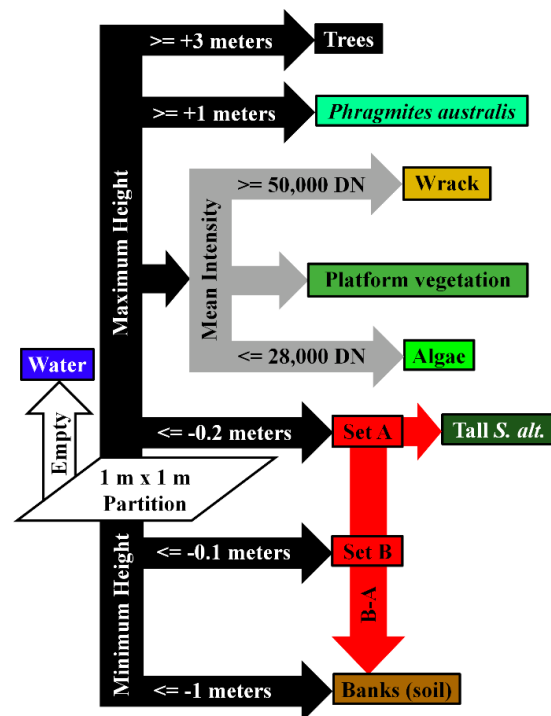 >= +3 meters
Trees
>= +1 meters
Phragmites australis
Maximum Height
Mean Intensity
>= 50,000 DN
Wrack
Platform vegetation
<= 28,000 DN
Algae
Water
Empty
<= -0.2 meters
Set A
Tall S. alt.
1 m x 1 m
Partition
Minimum Height
<= -0.1 meters
Set B
B-A
<= -1 meters
Banks (soil)